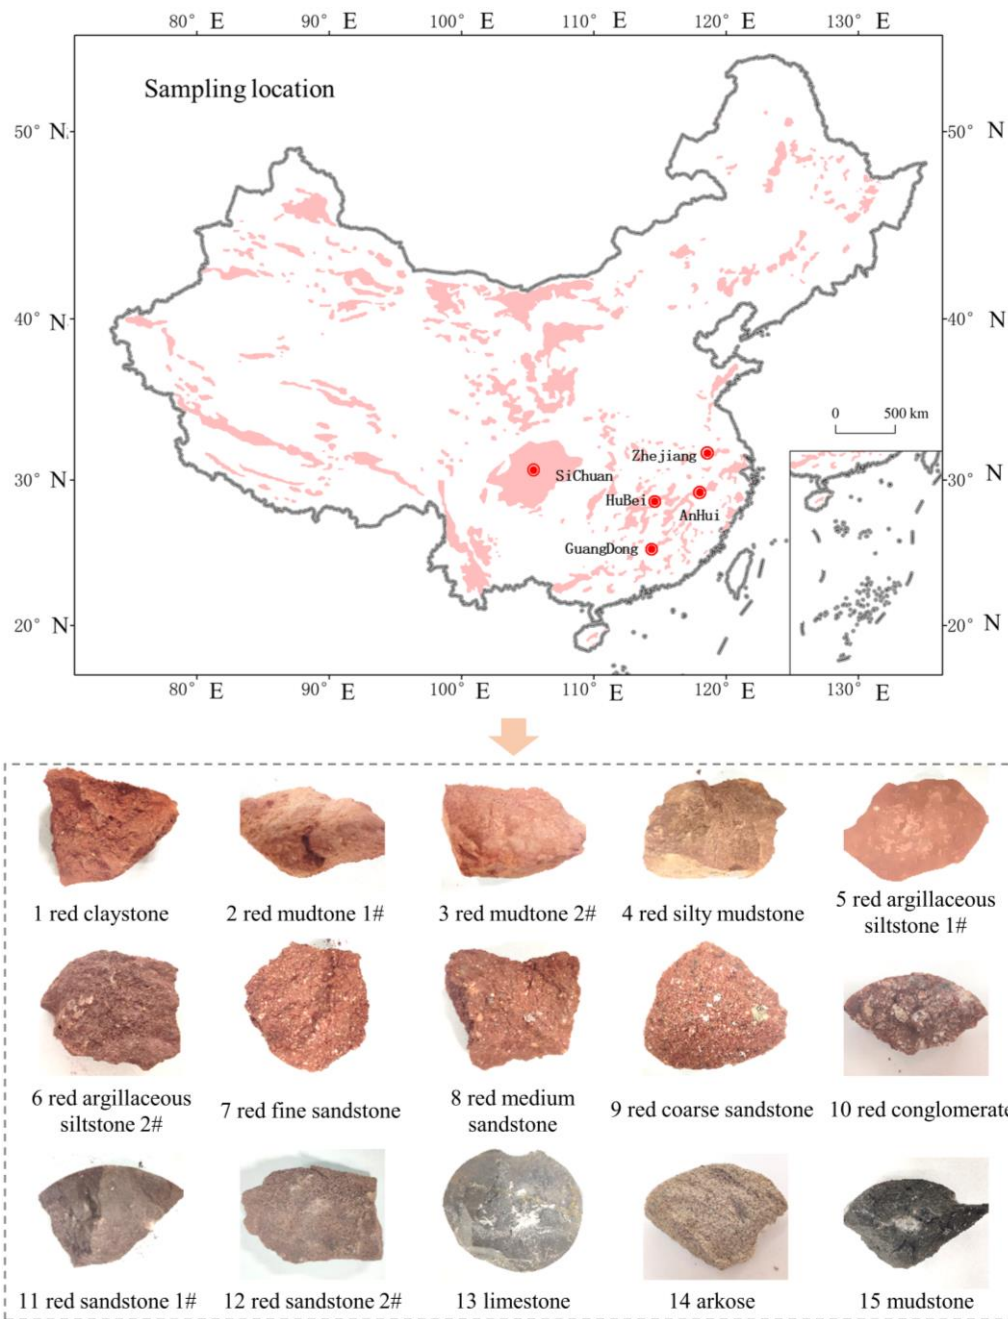 80° E 90° E 100° E 110° E 120° E 130° E
Sampling location
50° N 50° N
40° N 40° N
0 500 km
Zhejiang
30° N 30° N
SiChuan
HuBei
AnHui
GuangDong
20° N 20° N
80° E 90° E 100° E 110° E 120° E 130° E
1 red claystone
2 red mudtone 1#
3 red mudtone 2#
4 red silty mudstone
5 red argillaceous
siltstone 1#
6 red argillaceous
siltstone 2#
7 red fine sandstone
8 red medium
sandstone
9 red coarse sandstone
10 red conglomerate
11 red sandstone 1#
12 red sandstone 2#
13 limestone
14 arkose
15 mudstone